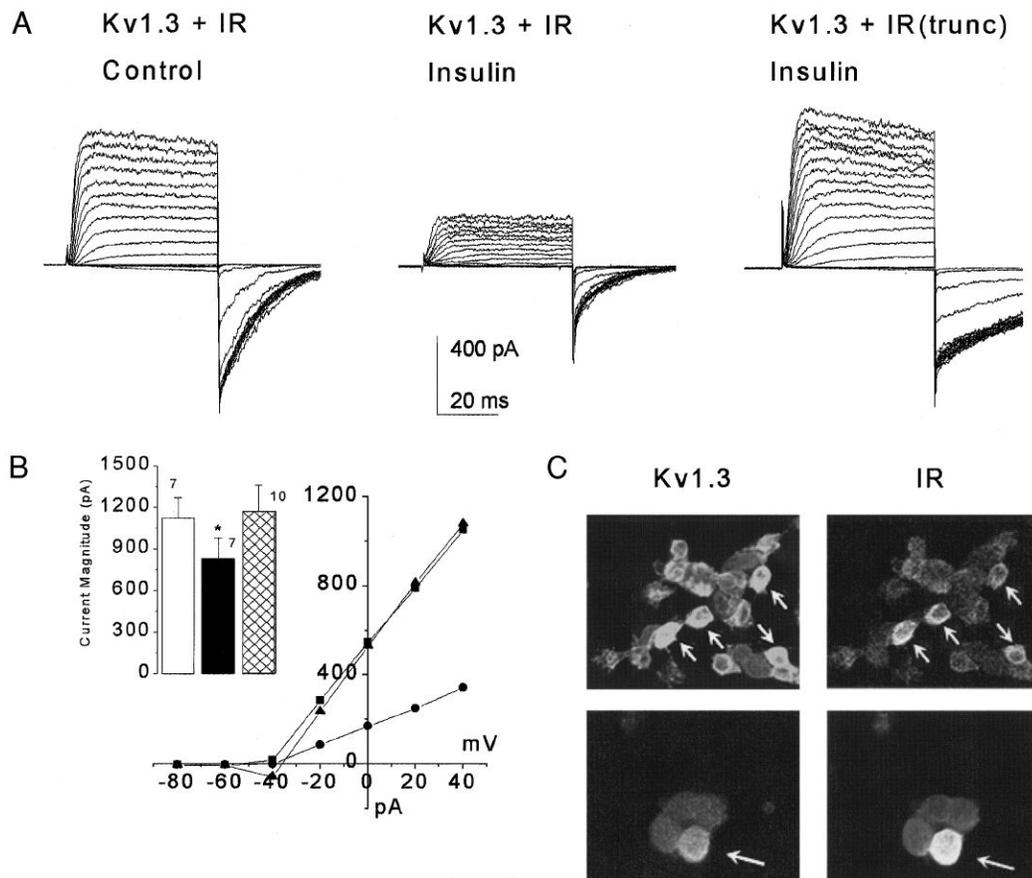 A
Kv1.3 + IR
Control
Kv1.3 + IR
Insulin
Kv1.3 + IR(trunc)
Insulin
400 pA
20 ms
B
Current Magnitude (pA)
1500
1200
900
600
300
0
7
*
7
10
1200
800
400
0
mV
-80 -60 -40 -20 0 20 40
pA
C
Kv1.3
IR